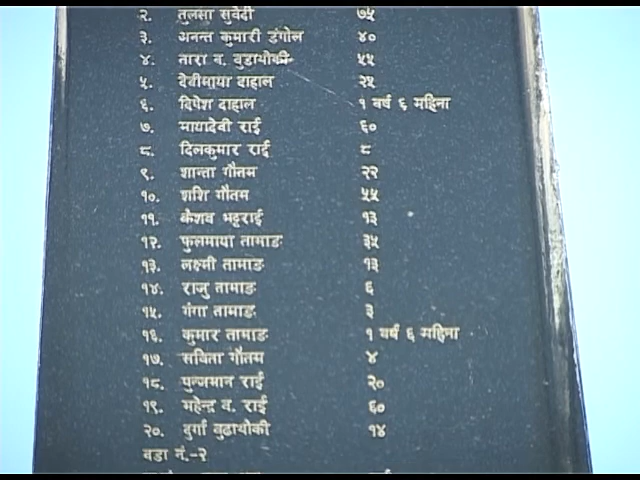 २. तुलसा सुवेदी ७५
३. अनन्त कुमारी डंगोल ४०
४. तारा ब. बुढाथोकी ५५
५. देवीमाया दाहाल २५
६. दिपेश दाहाल १ वर्ष ६ महिना
७. मायादेवी राई ६०
८. दिलकुमार राई ८
९. शान्ता गौतम २२
१०. शशि गौतम ५५
११. केशव भट्टराई १३
१२. फुलमाया तामाङ ३५
१३. लक्ष्मी तामाङ १३
१४. राजु तामाङ ६
१५. गंगा तामाङ ३
१६. कुमार तामाङ १ वर्ष ६ महिना
१७. सविता गौतम ४
१८. पुन्जमान राई २०
१९. महेन्द्र ब. राई ६०
२०. दुर्गा बुढाथोकी १४
वडा नं.-२